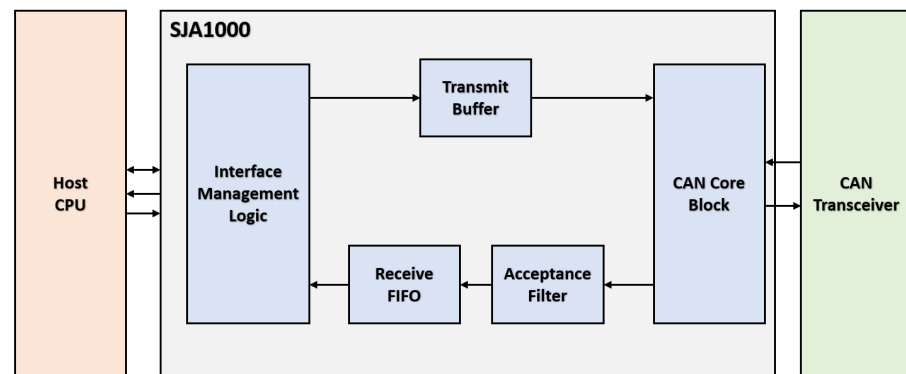 SJA1000
Host
CPU
Interface
Management
Logic
Transmit
Buffer
Receive
FIFO
Acceptance
Filter
CAN Core
Block
CAN
Transceiver